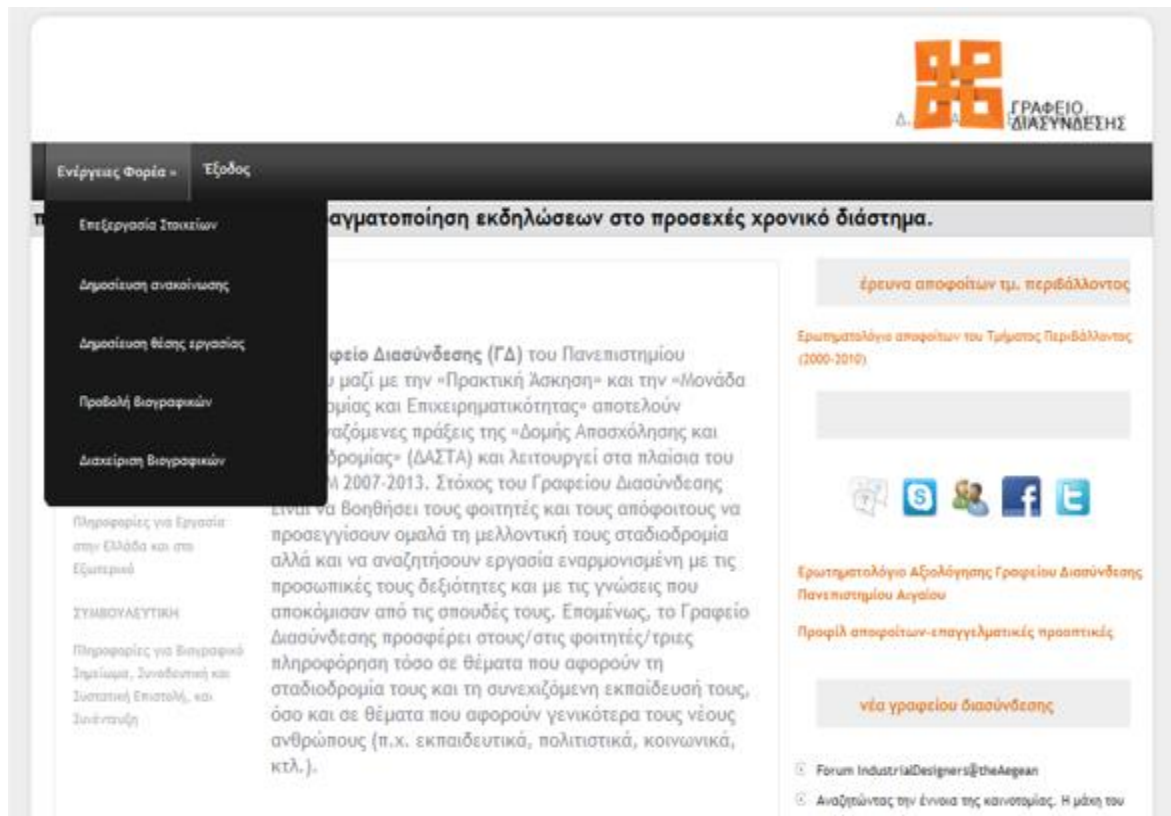 ΓΡΑΦΕΙΟ
ΔΙΑΣΥΝΔΕΣΗΣ
Ενέργειες Φορέα »
Έξοδος
Επεξεργασία Στοιχείων
Δημοσίευση ανακοίνωσης
Δημοσίευση θέσης εργασίας
Προβολή Βιογραφικών
Διαχείριση Βιογραφικών
αγματοποίηση εκδηλώσεων στο προσεχές χρονικό διάστημα.
Πληροφορίες για Εργασία
στην Ελλάδα και στο
Εξωτερικό
ΣΥΜΒΟΥΛΕΥΤΙΚΗ
Πληροφορίες για Βιογραφικό
Σημείωμα, Συνοδευτική και
Συστατική Επιστολή, και
Συνέντευξη
φείο Διασύνδεσης (ΓΔ) του Πανεπιστημίου
υ μαζί με την «Πρακτική Άσκηση» και την «Μονάδα
ομίας και Επιχειρηματικότητας» αποτελούν
αζόμενες πράξεις της «Δομής Απασχόλησης και
δρομίας» (ΔΑΣΤΑ) και λειτουργεί στα πλαίσια του
Μ 2007-2013. Στόχος του Γραφείου Διασύνδεσης
είναι να βοηθήσει τους φοιτητές και τους απόφοιτους να
προσεγγίσουν ομαλά τη μελλοντική τους σταδιοδρομία
αλλά και να αναζητήσουν εργασία εναρμονισμένη με τις
προσωπικές τους δεξιότητες και με τις γνώσεις που
αποκόμισαν από τις σπουδές τους. Επομένως, το Γραφείο
Διασύνδεσης προσφέρει στους/στις φοιτητές/τριες
πληροφόρηση τόσο σε θέματα που αφορούν τη
σταδιοδρομία τους και τη συνεχιζόμενη εκπαίδευσή τους,
όσο και σε θέματα που αφορούν γενικότερα τους νέους
ανθρώπους (π.χ. εκπαιδευτικά, πολιτιστικά, κοινωνικά,
κτλ.).
έρευνα αποφοίτων τμ. περιβάλλοντος
Ερωτηματολόγιο αποφοίτων του Τμήματος Περιβάλλοντος
(2000-2010)
Ερωτηματολόγιο Αξιολόγησης Γραφείου Διασύνδεσης
Πανεπιστημίου Αιγαίου
Προφίλ αποφοίτων-επαγγελματικές προοπτικές
νέα γραφείου διασύνδεσης
Forum IndustrialDesigners@theAegean
Αναζητώντας την έννοια της καινοτομίας. Η μάχη του